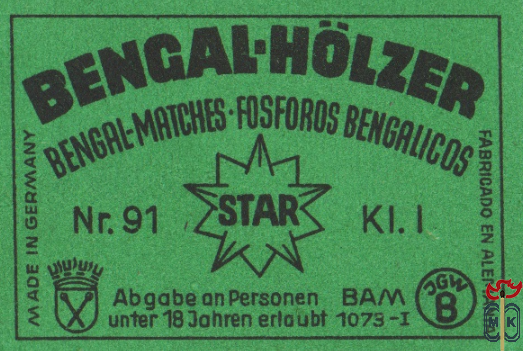 BENGAL-HÖLZER
BENGAL-MATCHES · FOSFOROS BENGALICOS
MADE IN GERMANY
Nr. 91
STAR
Kl. I
FABRICADO EN
Abgabe an Personen
unter 18 Jahren erlaubt
BAM
1073-I
JGW
B
MK